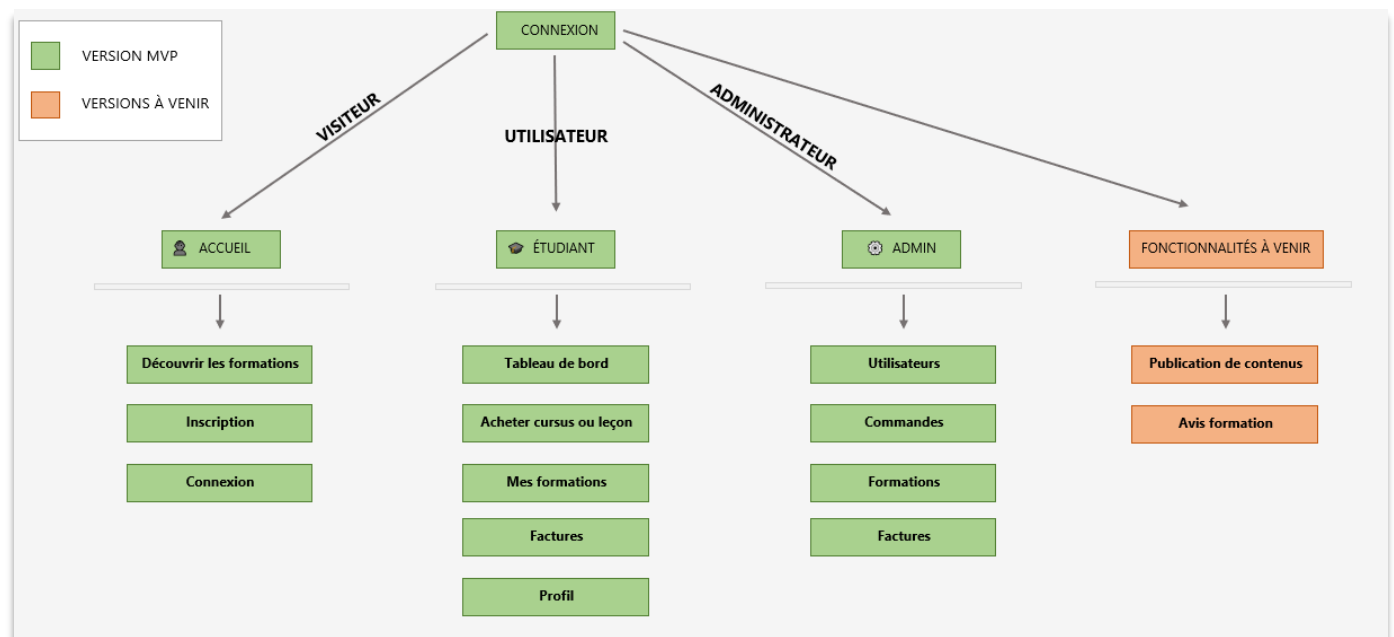 VERSION MVP
VERSIONS À VENIR
CONNEXION
VISITEUR
UTILISATEUR
ADMINISTRATEUR
ACCUEIL
ÉTUDIANT
ADMIN
FONCTIONNALITÉS À VENIR
Découvrir les formations
Inscription
Connexion
Tableau de bord
Acheter cursus ou leçon
Mes formations
Factures
Profil
Utilisateurs
Commandes
Formations
Factures
Publication de contenus
Avis formation